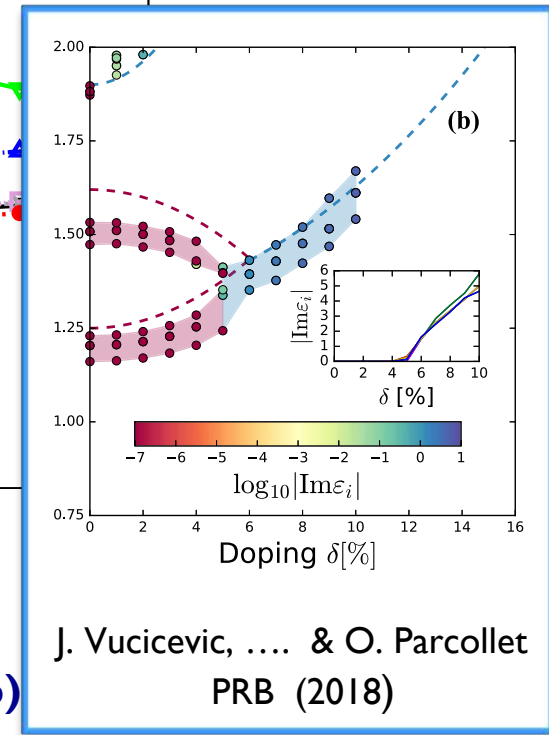 2.00
(b)
1.75
1.50
1.25
1.00
0.75
6
5
4
3
2
1
0
|Imεᵢ|
0 2 4 6 8 10
δ [%]
−7 −6 −5 −4 −3 −2 −1 0 1
log₁₀|Imεᵢ|
0 2 4 6 8 10 12 14 16
Doping δ[%]
J. Vucicevic, .... & O. Parcollet
PRB (2018)
)